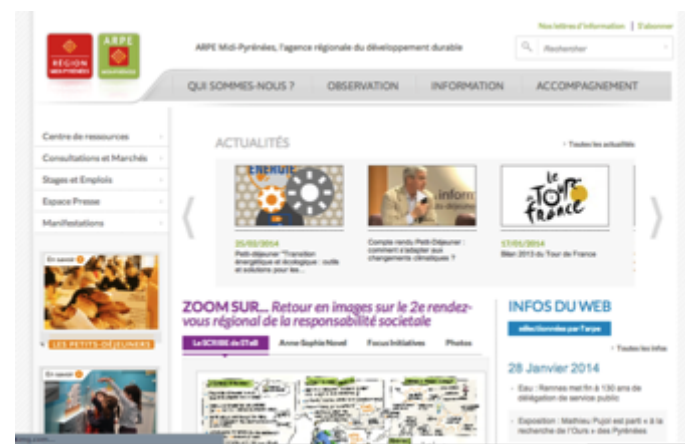 Nos lettres d'information | S'abonner
RÉGION
MIDI-PYRÉNÉES
ARPE
MIDI-PYRÉNÉES
ARPE Midi-Pyrénées, l'agence régionale du développement durable
Rechercher
QUI SOMMES-NOUS ?
OBSERVATION
INFORMATION
ACCOMPAGNEMENT
Centre de ressources
Consultations et Marchés
Stages et Emplois
Espace Presse
Manifestations
En savoir
LES PETITS-DÉJEUNERS
En savoir
ACTUALITÉS
Toutes les actualités
ÉNERGIE
inform
LE TOUR de france
25/02/2014
Petit-déjeuner "Transition
énergétique et écologique : outils
et solutions pour les...
Compte rendu Petit-Déjeuner :
comment s'adapter aux
changements climatiques ?
17/01/2014
Bilan 2013 du Tour de France
ZOOM SUR... Retour en images sur le 2e rendez-
vous régional de la responsabilité societale
Le SCRIBE de
Anne-Sophie Novel
Focus Initiatives
Photos
INFOS DU WEB
sélectionnées par l'arpe
Toutes les infos
28 Janvier 2014
Eau : Rennes met fin à 130 ans de
délégation de service public
Exposition : Mathieu Pujol est parti « à la
recherche de l'Ours » des Pyrénées